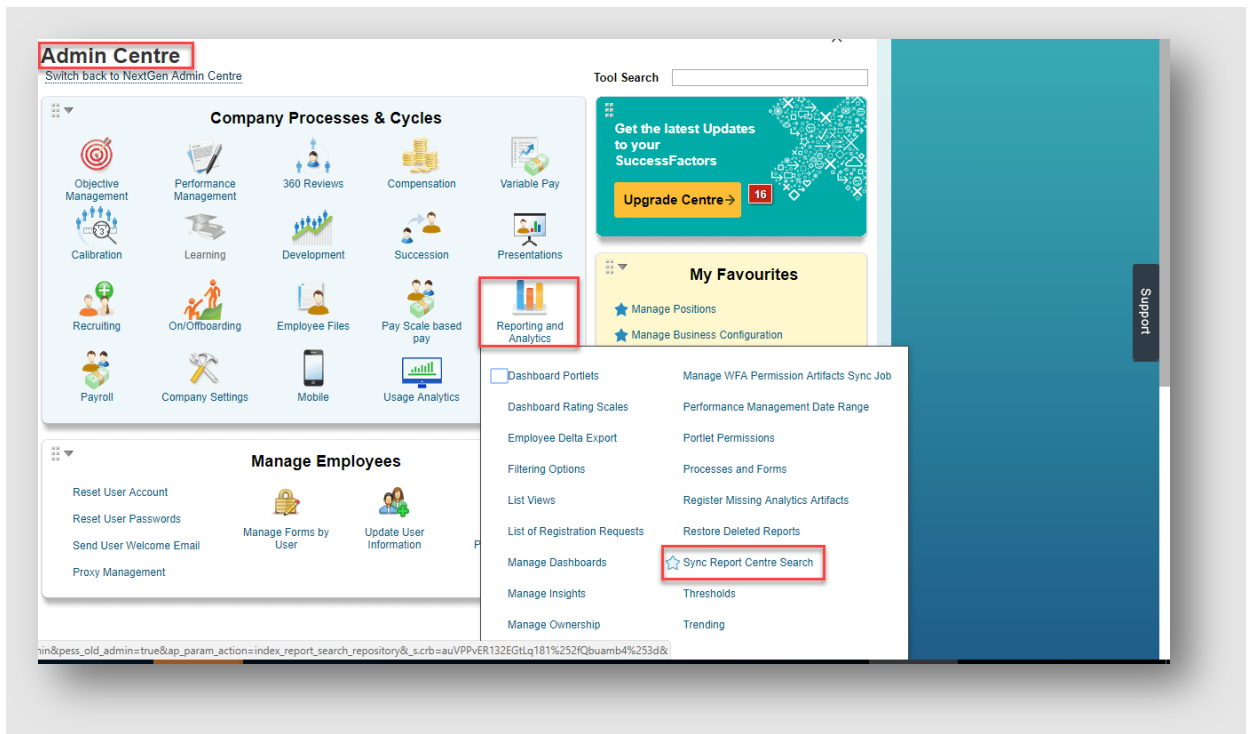 Admin Centre
Switch back to NextGen Admin Centre
Tool Search
Company Processes & Cycles
Objective
Management
Performance
Management
360 Reviews
Compensation
Variable Pay
Calibration
Learning
Development
Succession
Presentations
Recruiting
On/Offboarding
Employee Files
Pay Scale based
pay
Reporting and
Analytics
Payroll
Company Settings
Mobile
Usage Analytics
Get the latest Updates
to your
SuccessFactors
Upgrade Centre
16
My Favourites
Manage Positions
Manage Business Configuration
Support
Dashboard Portlets
Dashboard Rating Scales
Employee Delta Export
Filtering Options
List Views
List of Registration Requests
Manage Dashboards
Manage Insights
Manage Ownership
Manage WFA Permission Artifacts Sync Job
Performance Management Date Range
Portlet Permissions
Processes and Forms
Register Missing Analytics Artifacts
Restore Deleted Reports
Sync Report Centre Search
Thresholds
Trending
Manage Employees
Reset User Account
Reset User Passwords
Send User Welcome Email
Proxy Management
Manage Forms by
User
Update User
Information
P
nin&pess_old_admin=true&ap_param_action=index_report_search_repository&_s.crb=auVPPvER132EGtLq181%252fQbuamb4%253d&